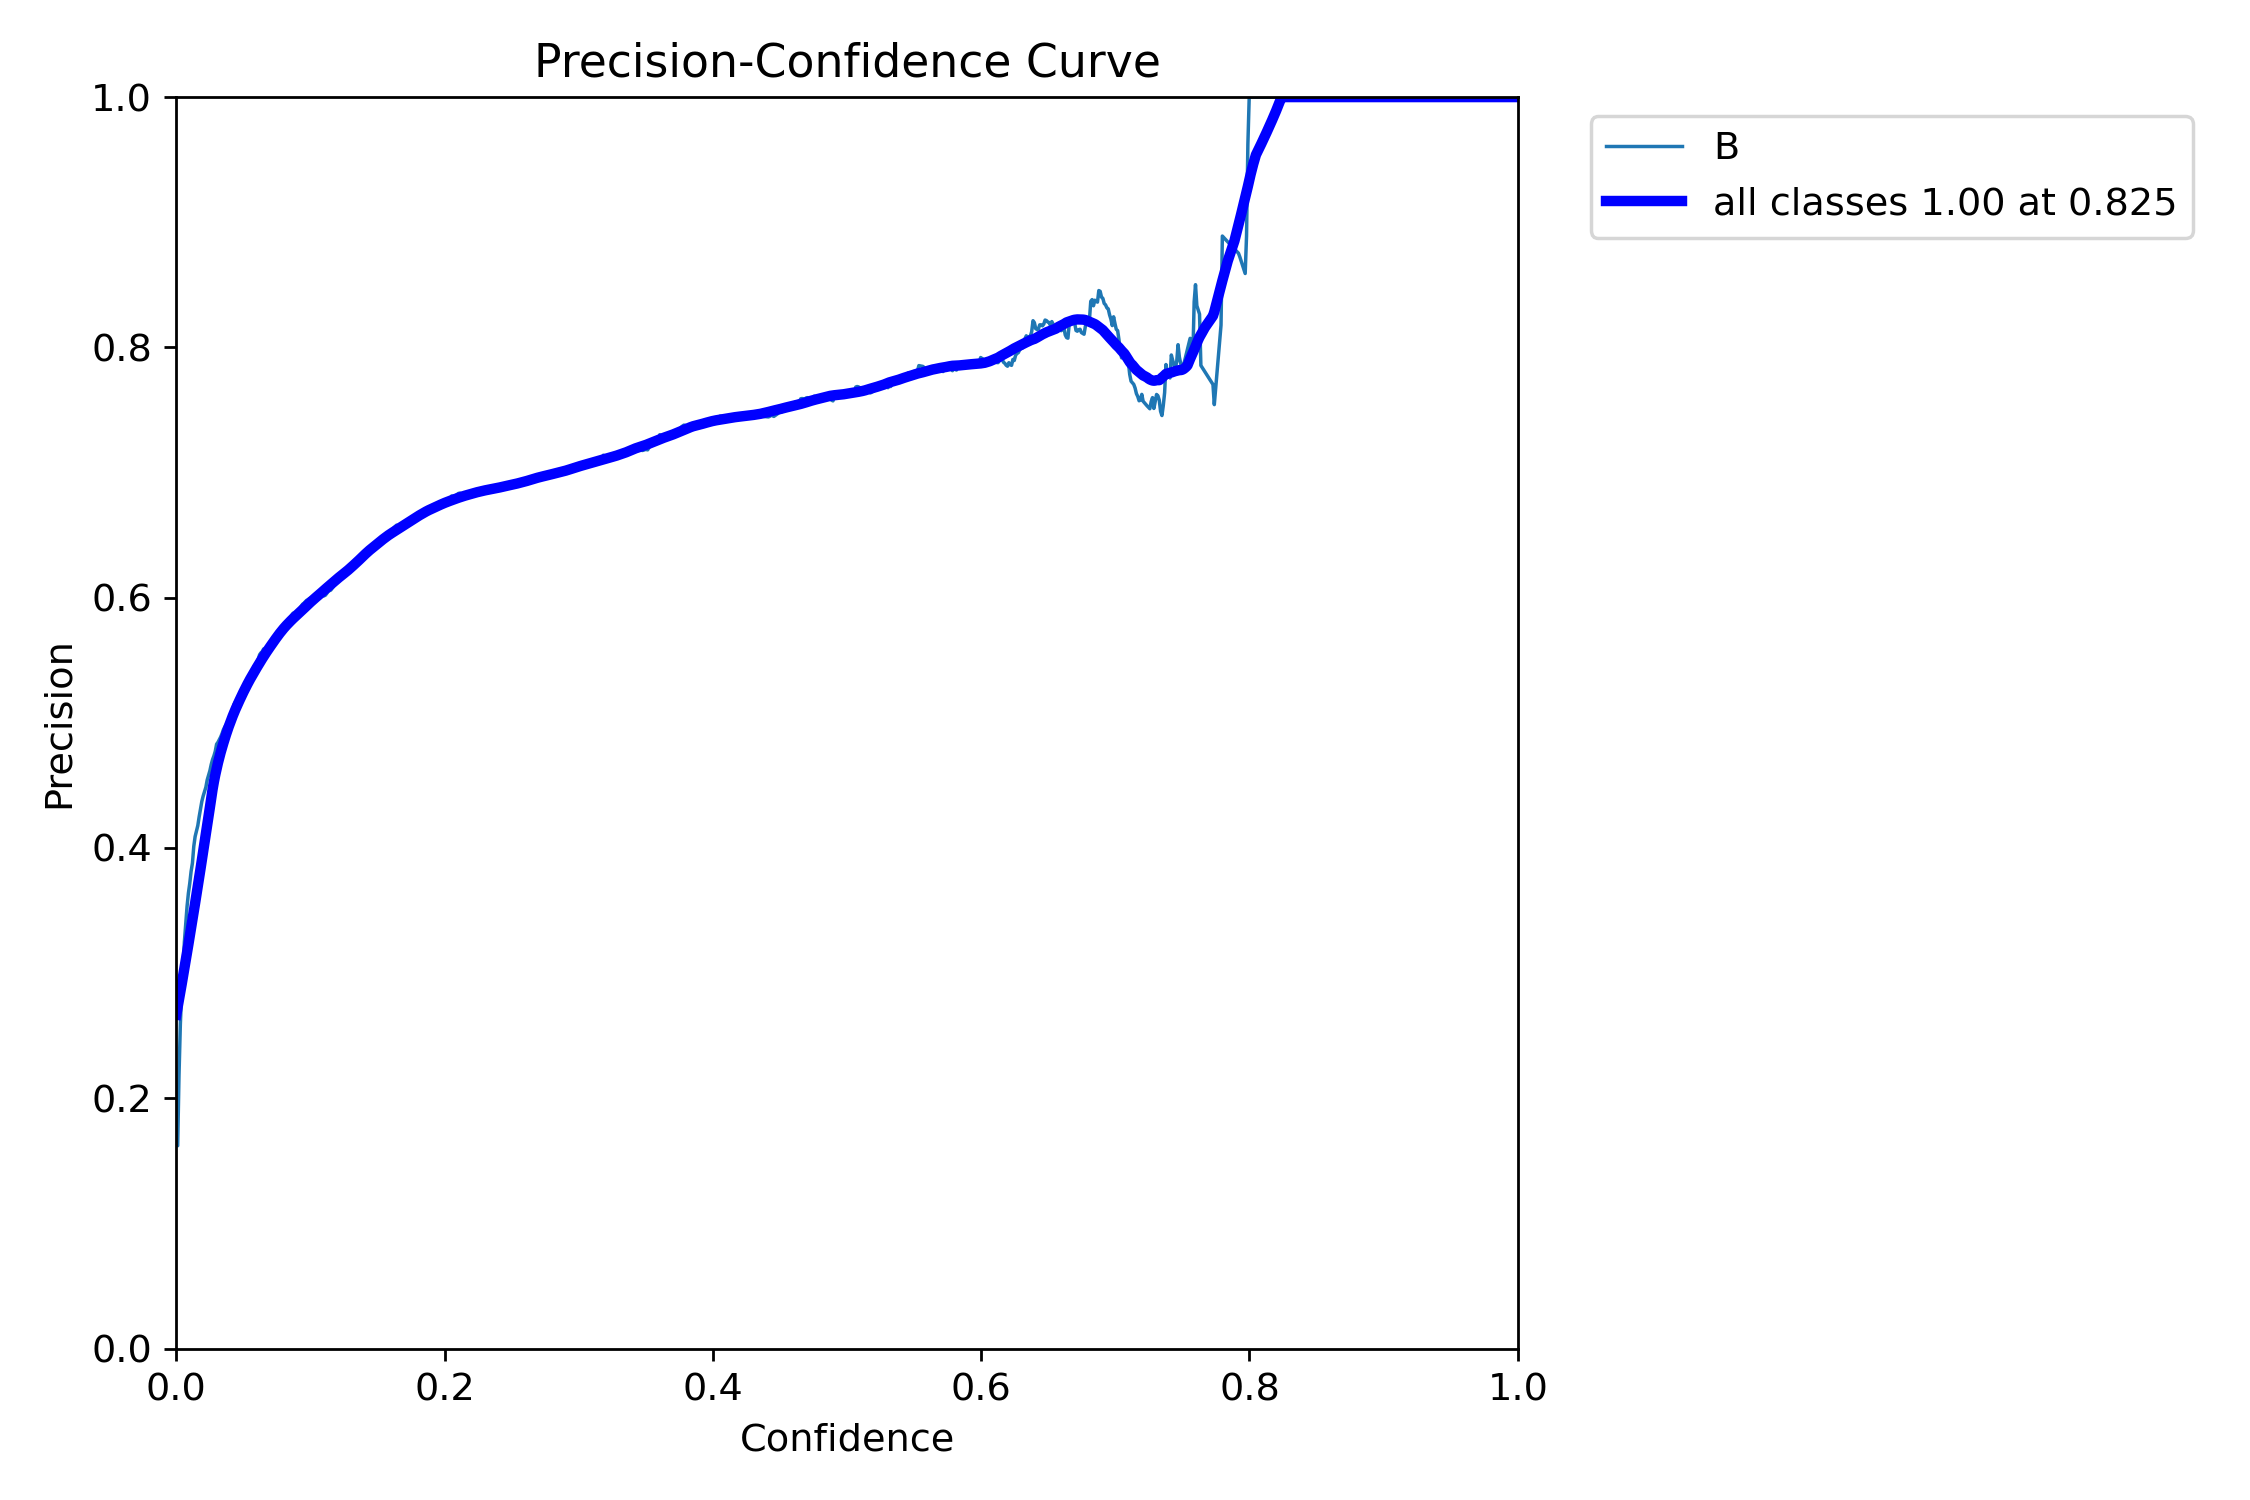 Precision-Confidence Curve
1.0
0.8
0.6
0.4
0.2
0.0
Precision
0.0 0.2 0.4 0.6 0.8 1.0
Confidence
B
all classes 1.00 at 0.825